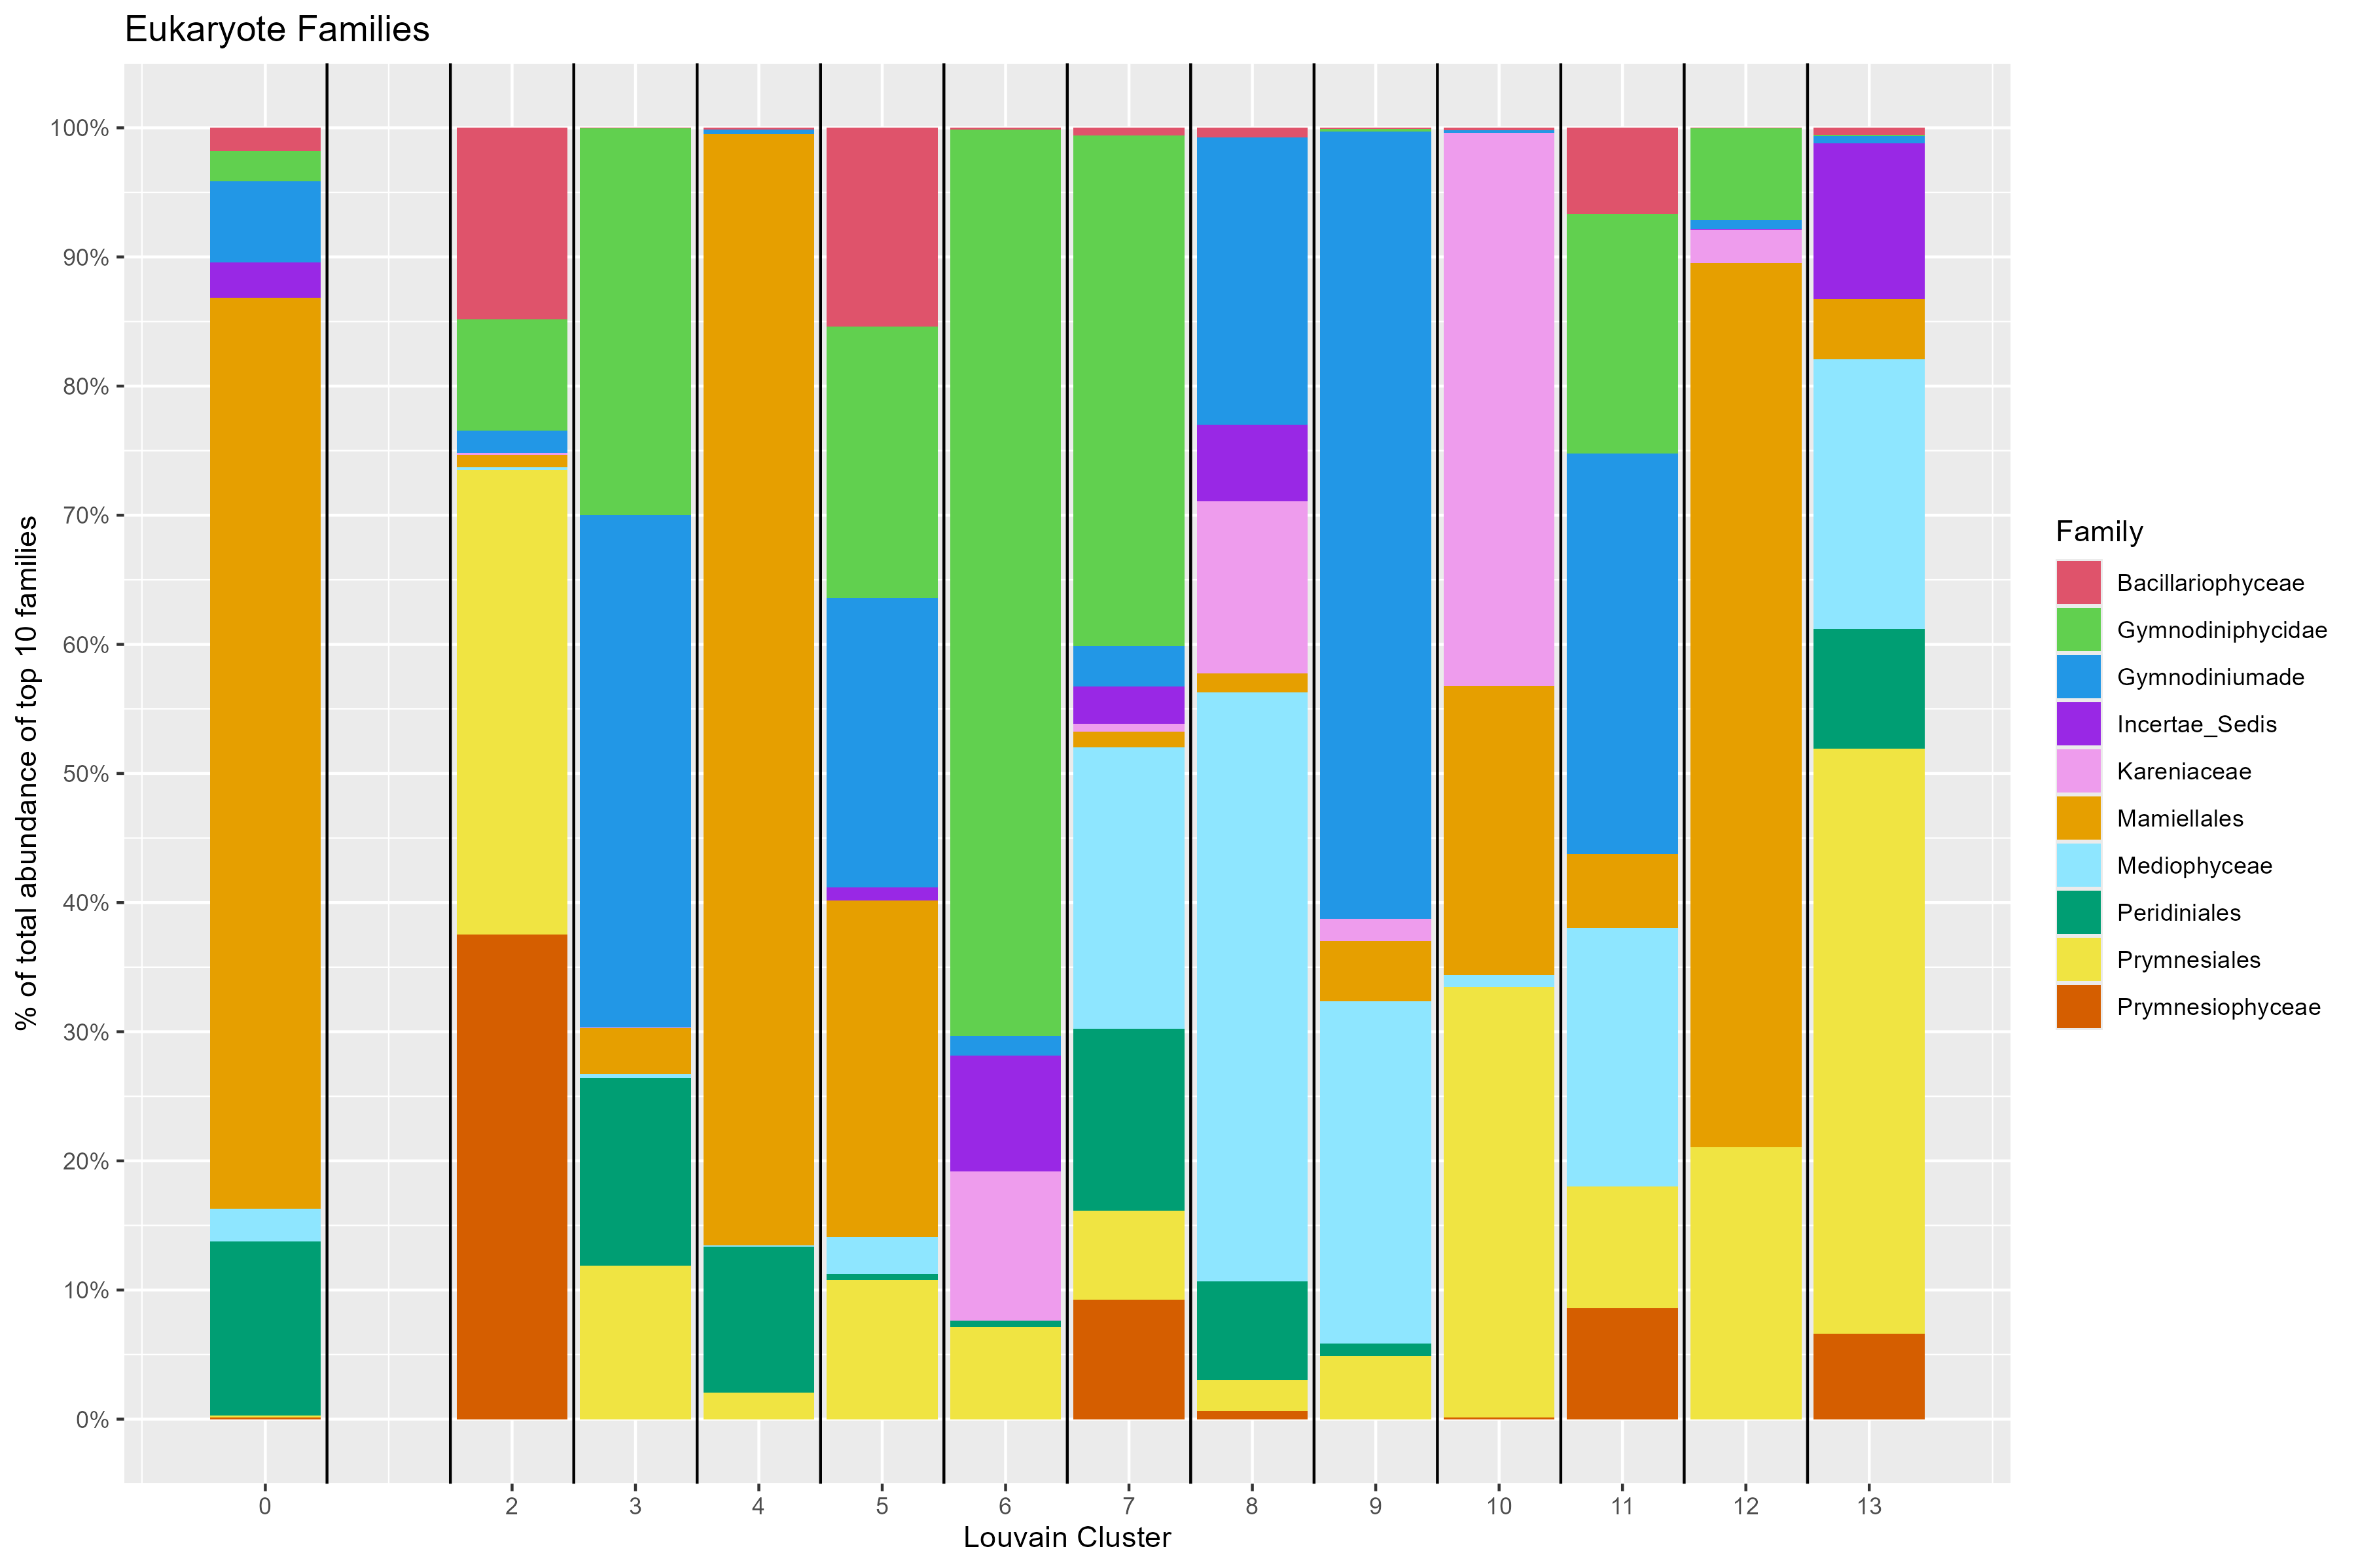 Eukaryote Families
% of total abundance of top 10 families
100%
90%
80%
70%
60%
50%
40%
30%
20%
10%
0%
0 2 3 4 5 6 7 8 9 10 11 12 13
Louvain Cluster
Family
Bacillariophyceae
Gymnodiniphycidae
Gymnodiniumade
Incertae_Sedis
Kareniaceae
Mamiellales
Mediophyceae
Peridiniales
Prymnesiales
Prymnesiophyceae